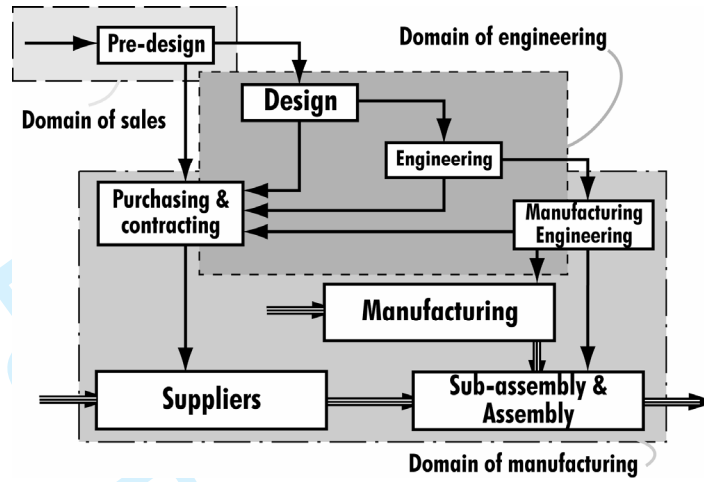 Pre-design
Domain of engineering
Design
Domain of sales
Engineering
Purchasing &
contracting
Manufacturing
Engineering
Manufacturing
Suppliers
Sub-assembly &
Assembly
Domain of manufacturing